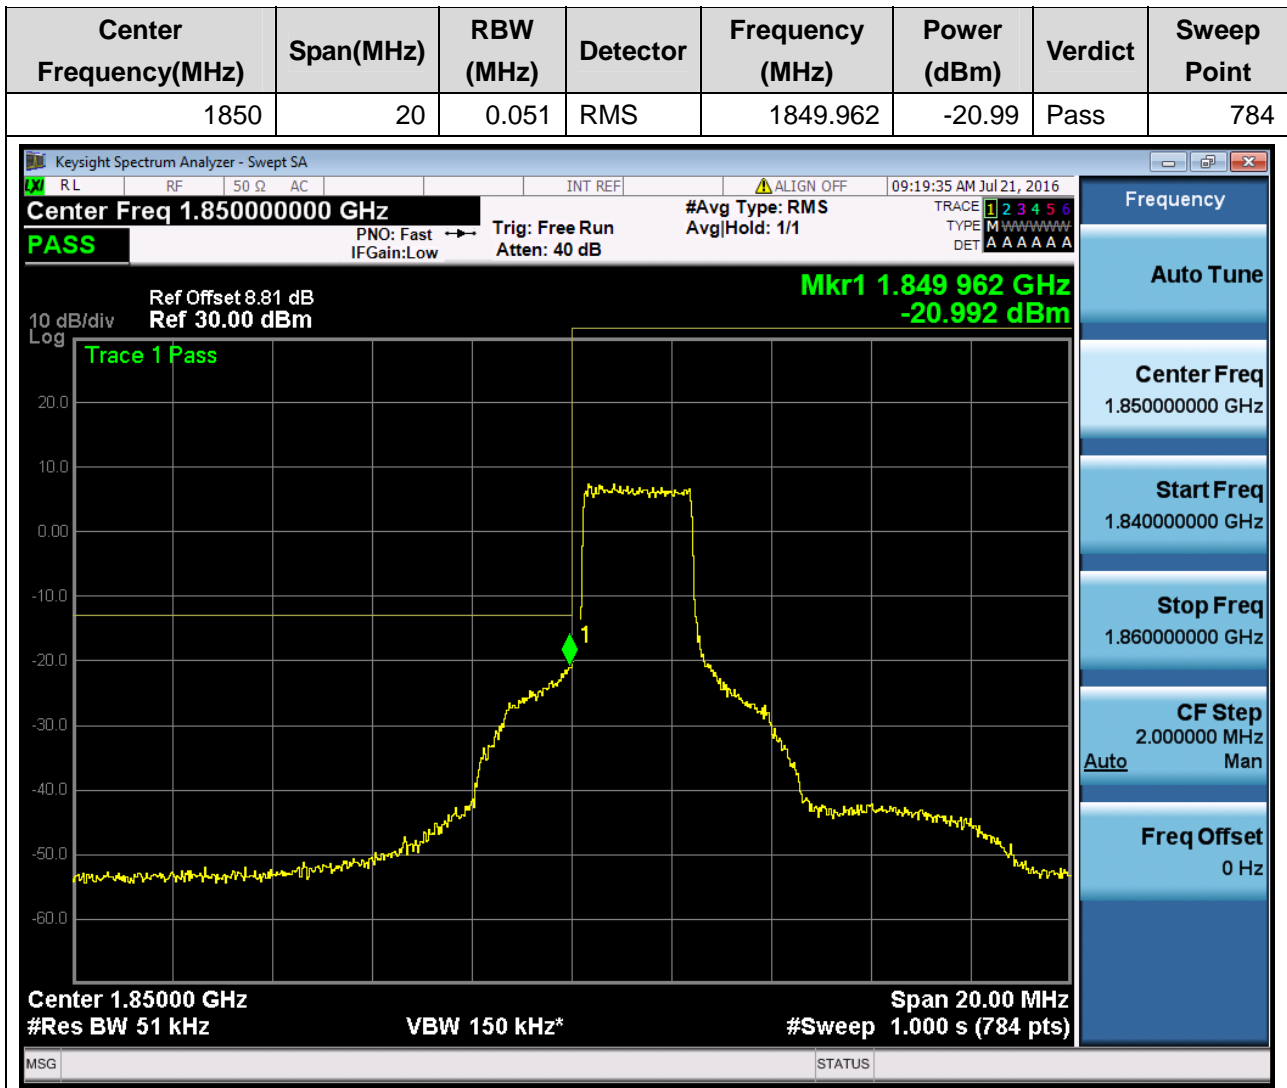 Center Frequency(MHz) Span(MHz) RBW (MHz) Detector Frequency (MHz) Power (dBm) Verdict Sweep Point
1850 20 0.051 RMS 1849.962 -20.99 Pass 784
Keysight Spectrum Analyzer - Swept SA
LXI RL RF 50 Ω AC INT REF ALIGN OFF 09:19:35 AM Jul 21, 2016
Center Freq 1.850000000 GHz
PASS
PNO: Fast
IFGain:Low
Trig: Free Run
Atten: 40 dB
#Avg Type: RMS
Avg|Hold: 1/1
TRACE 1 2 3 4 5 6
TYPE M WWWWW
DET A A A A A A
Mkr1 1.849 962 GHz
-20.992 dBm
Ref Offset 8.81 dB
10 dB/div Ref 30.00 dBm
Log
Trace 1 Pass
20.0
10.0
0.00
-10.0
1
-20.0
-30.0
-40.0
-50.0
-60.0
Center 1.85000 GHz Span 20.00 MHz
#Res BW 51 kHz VBW 150 kHz* #Sweep 1.000 s (784 pts)
MSG STATUS
Frequency
Auto Tune
Center Freq
1.850000000 GHz
Start Freq
1.840000000 GHz
Stop Freq
1.860000000 GHz
CF Step
2.000000 MHz
Auto Man
Freq Offset
0 Hz